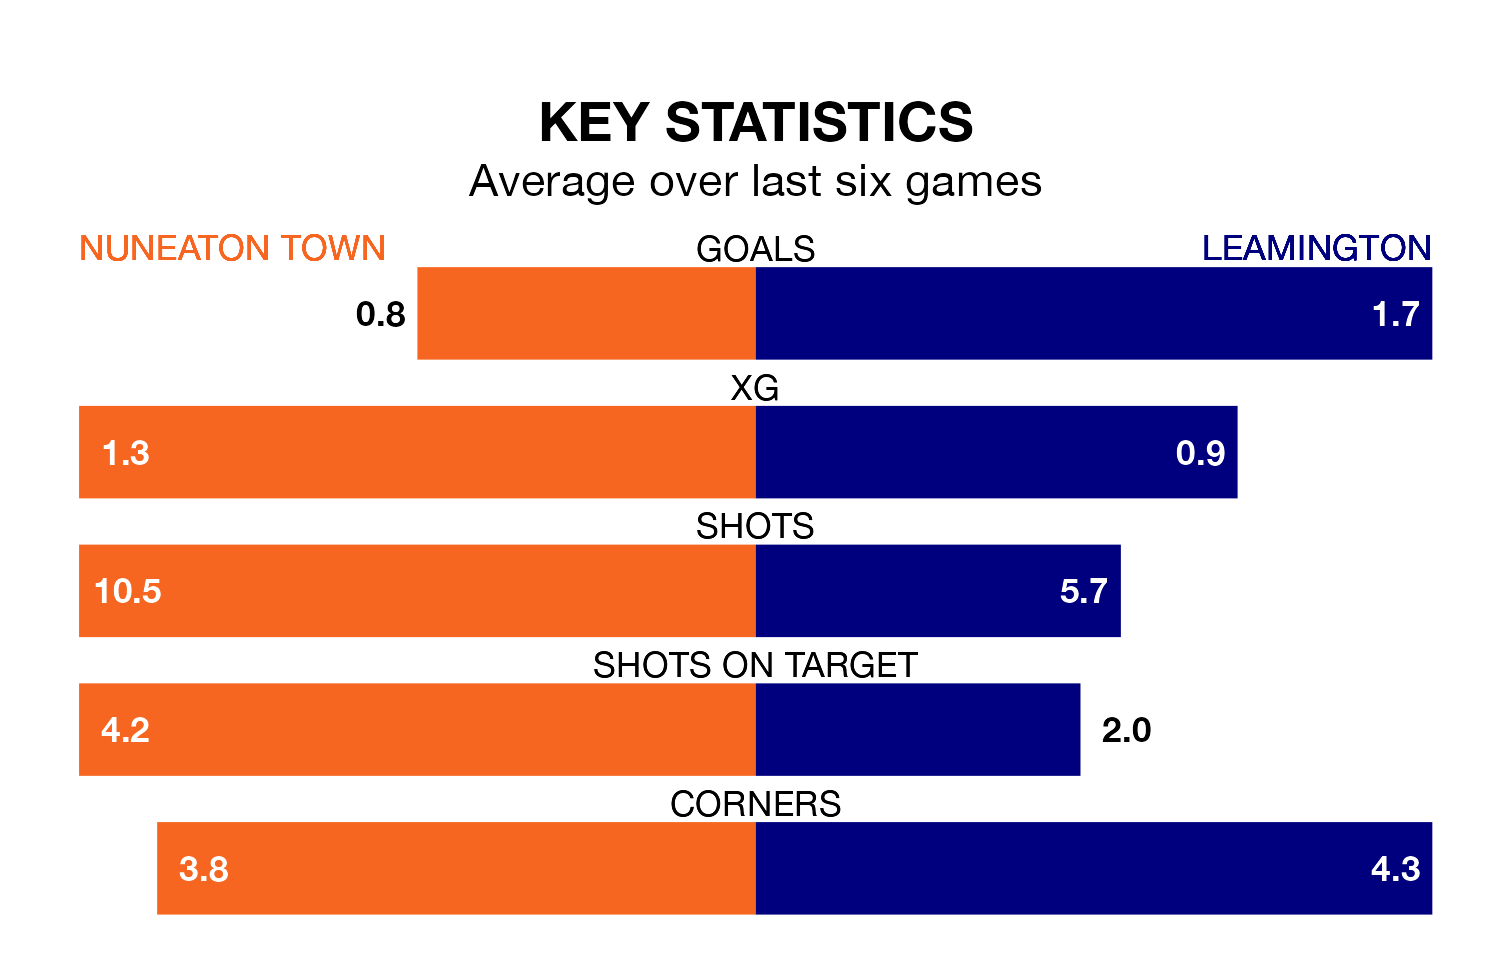 KEY STATISTICS
Average over last six games
NUNEATON TOWN GOALS LEAMINGTON
0.8 1.7
XG
1.3 0.9
SHOTS
10.5 5.7
SHOTS ON TARGET
4.2 2.0
CORNERS
3.8 4.3